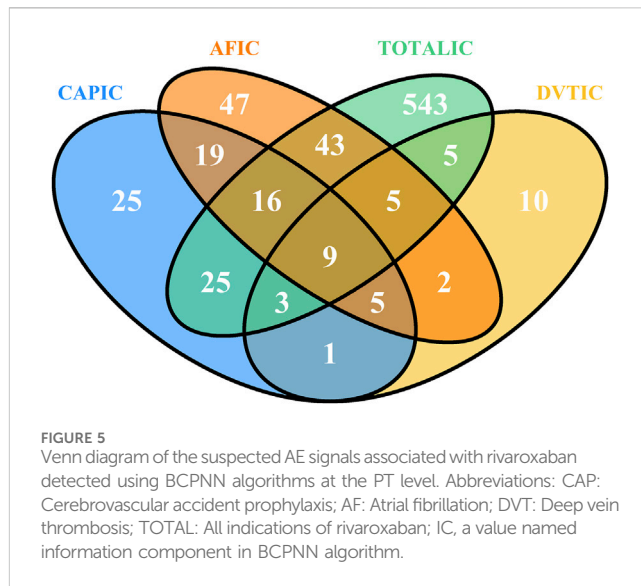 AFIC TOTALIC
CAPIC DVTIC
47 543
19 43 5
25 16 5 10
9
25 3 5 2
1
FIGURE 5
Venn diagram of the suspected AE signals associated with rivaroxaban
detected using BCPNN algorithms at the PT level. Abbreviations: CAP:
Cerebrovascular accident prophylaxis; AF: Atrial fibrillation; DVT: Deep vein
thrombosis; TOTAL: All indications of rivaroxaban; IC, a value named
information component in BCPNN algorithm.